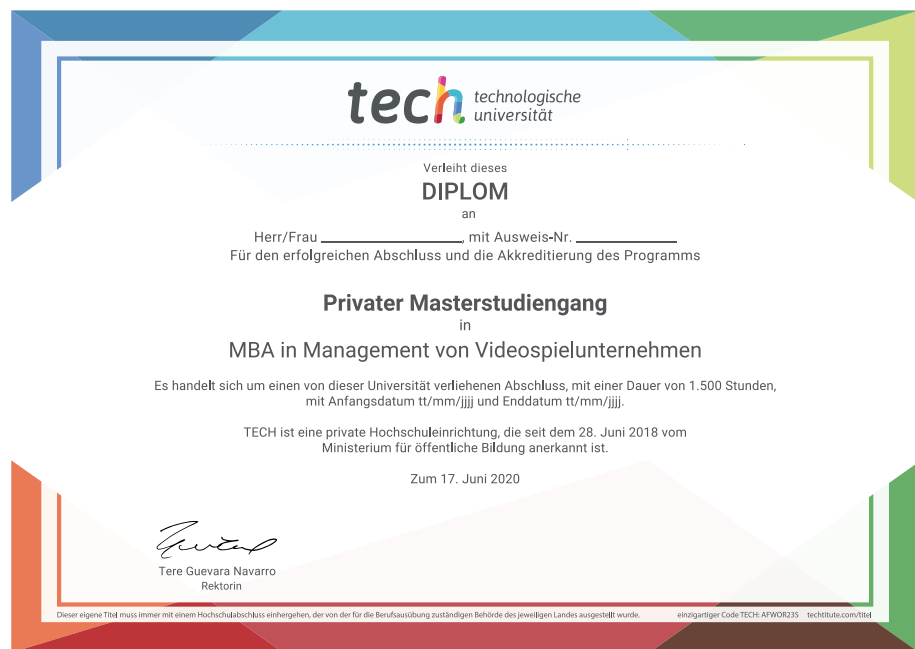 tech technologische
universität
Verleiht dieses
DIPLOM
an
Herr/Frau ____________________, mit Ausweis-Nr. ______________
Für den erfolgreichen Abschluss und die Akkreditierung des Programms
Privater Masterstudiengang
in
MBA in Management von Videospielunternehmen
Es handelt sich um einen von dieser Universität verliehenen Abschluss, mit einer Dauer von 1.500 Stunden,
mit Anfangsdatum tt/mm/jjjj und Enddatum tt/mm/jjjj.
TECH ist eine private Hochschuleinrichtung, die seit dem 28. Juni 2018 vom
Ministerium für öffentliche Bildung anerkannt ist.
Zum 17. Juni 2020
Tere Guevara Navarro
Rektorin
Dieser eigene Titel muss immer mit einem Hochschulabschluss einhergehen, der von der für die Berufsausübung zuständigen Behörde des jeweiligen Landes ausgestellt wurde. einzigartiger Code TECH: AFWOR23S techtitute.com/titel